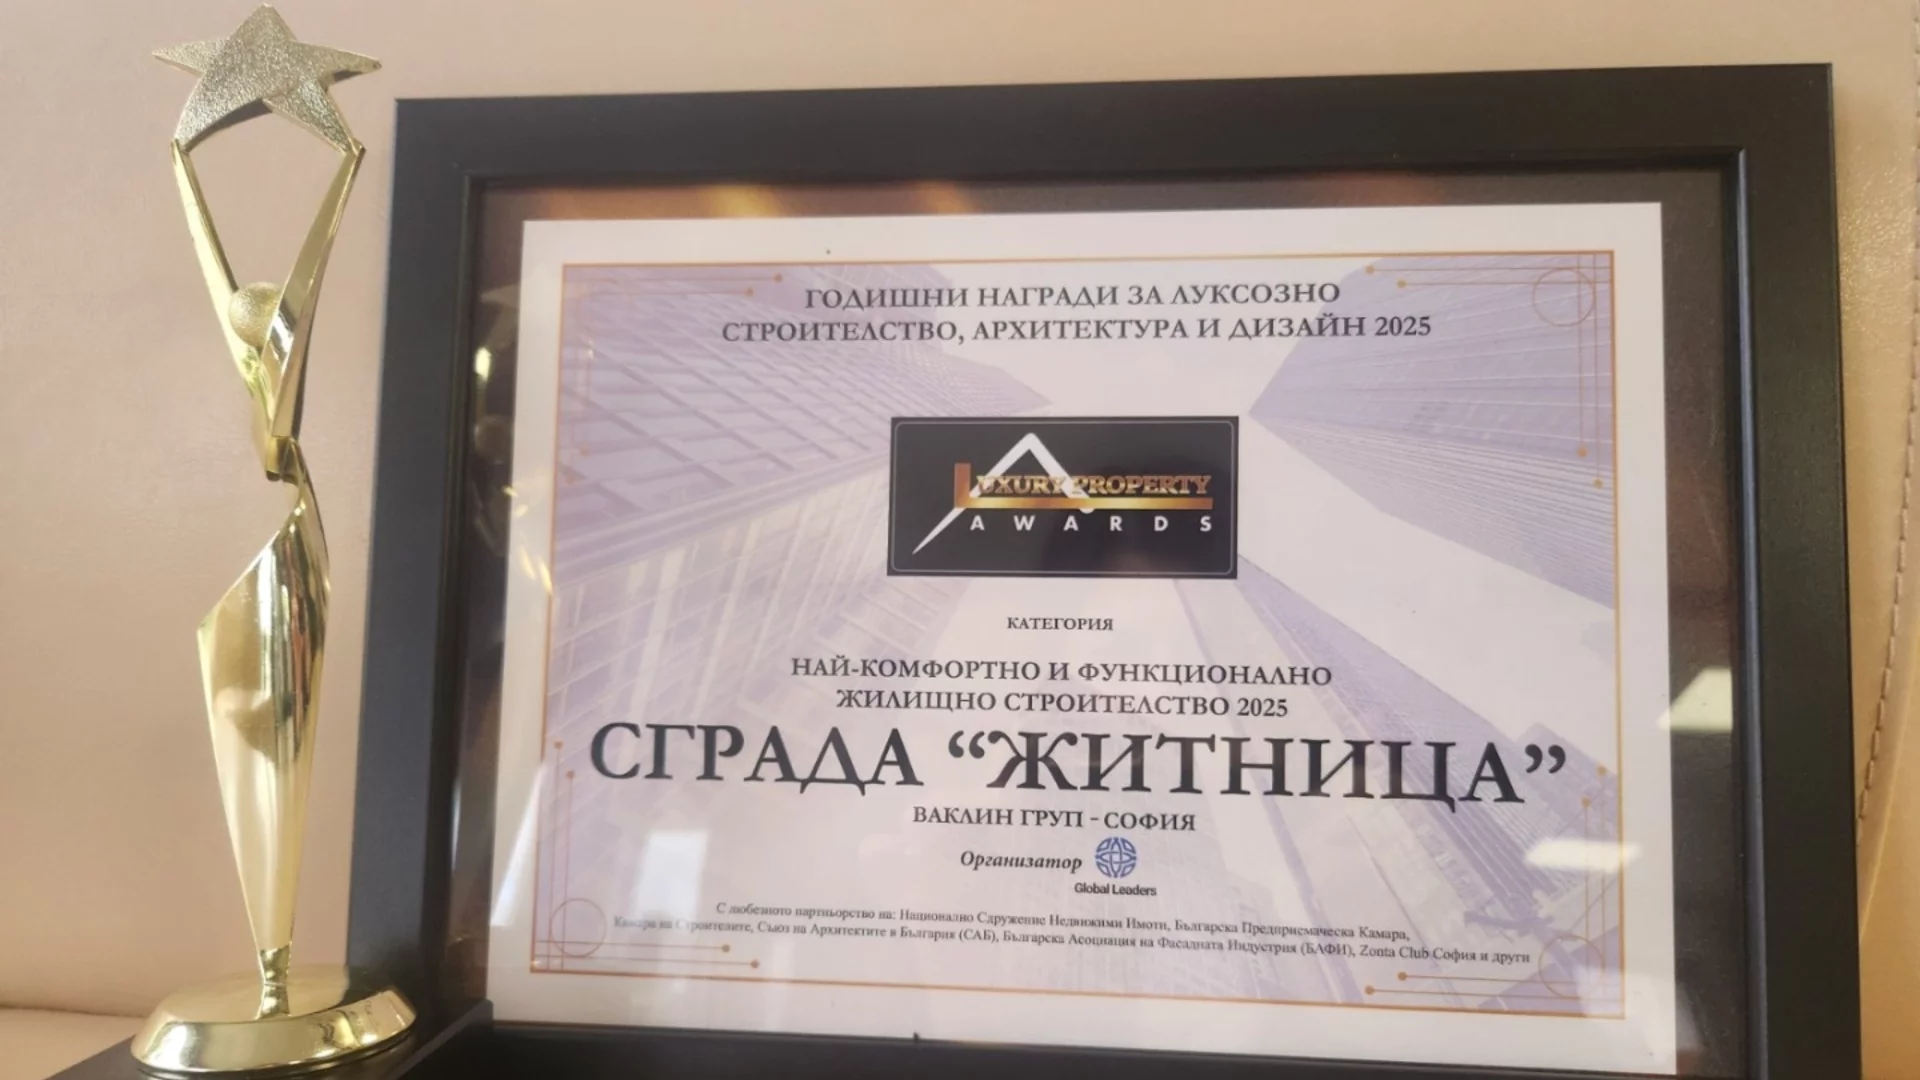 ГОДИШНИ НАГРАДИ ЗА ЛУКСОЗНО
СТРОИТЕЛСТВО, АРХИТЕКТУРА И ДИЗАЙН 2025
LUXURY PROPERTY
AWARDS
КАТЕГОРИЯ
НАЙ-КОМФОРТНО И ФУНКЦИОНАЛНО
ЖИЛИЩНО СТРОИТЕЛСТВО 2025
СГРАДА “ЖИТНИЦА”
ВАКЛИН ГРУП - СОФИЯ
Организатор
Global Leaders
С любезното партньорство на: Национално Сдружение Недвижими Имоти, Българска Предприемаческа Камара,
Камара на Строителите, Съюз на Архитектите в България (САБ), Българска Асоциация на Фасадната Индустрия (БАФИ), Zonta Club София и други